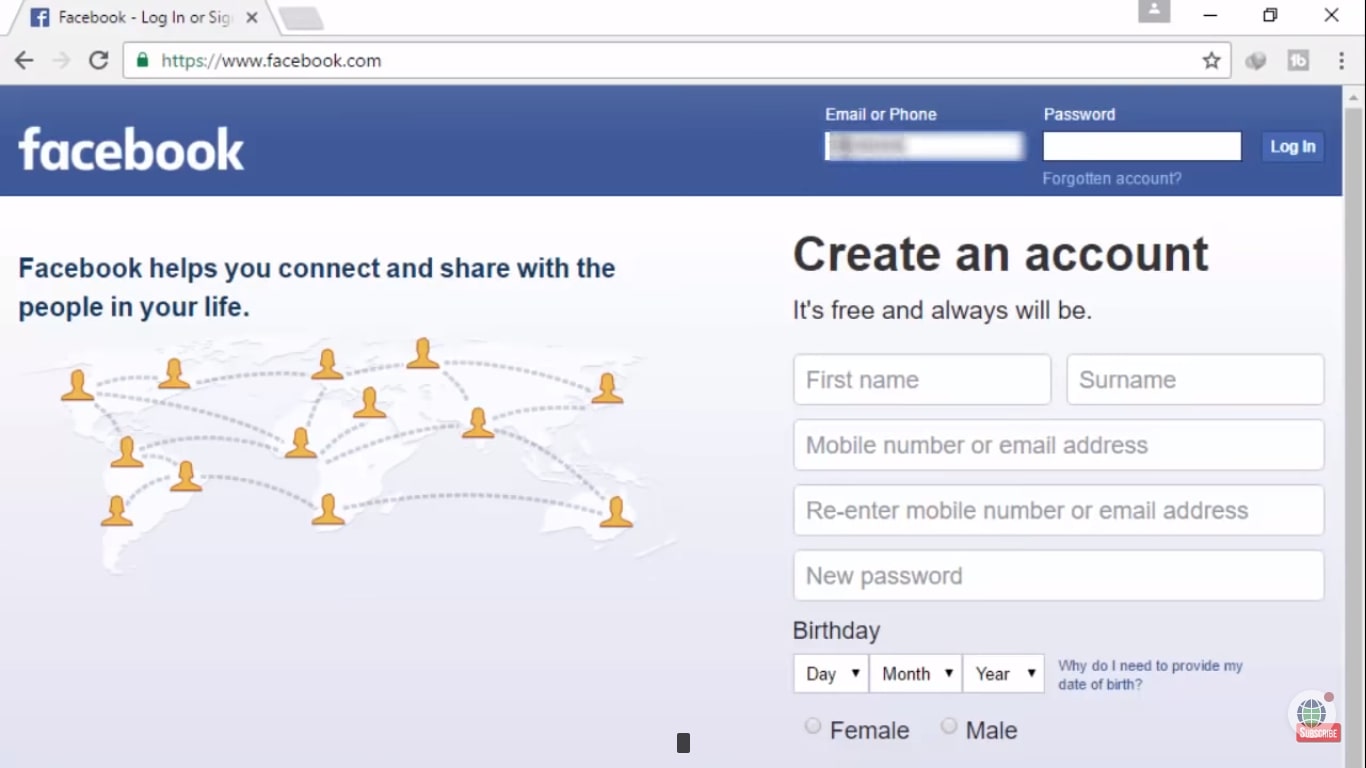 Facebook - Log In or Sig
https://www.facebook.com
facebook
Email or Phone
Password
Log In
Forgotten account?
Facebook helps you connect and share with the
people in your life.
Create an account
It's free and always will be.
First name
Surname
Mobile number or email address
Re-enter mobile number or email address
New password
Birthday
Day
Month
Year
Why do I need to provide my
date of birth?
Female
Male
SUBSCRIBE